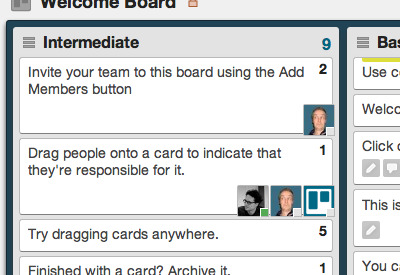 Welcome Board
Intermediate 9
Invite your team to this board using the Add 2
Members button
Drag people onto a card to indicate that 1
they're responsible for it.
Try dragging cards anywhere. 5
Finished with a card? Archive it. 1
Bas
Use c
Welco
Click
This is
You ca